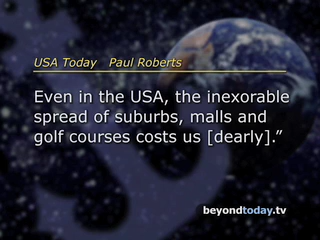 USA Today Paul Roberts
Even in the USA, the inexorable
spread of suburbs, malls and
golf courses costs us [dearly].”
beyondtoday.tv